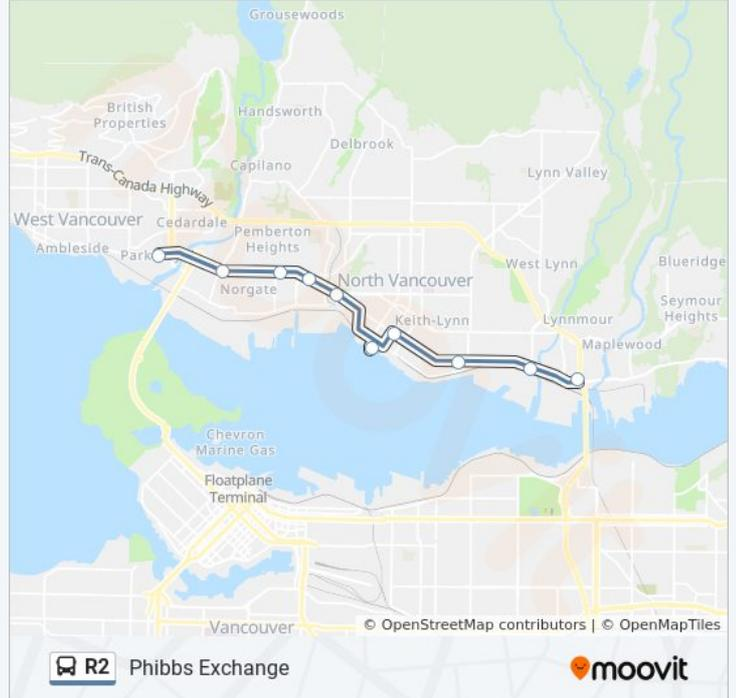 Grousewoods
British
Properties
Handsworth
Delbrook
Capilano
Lynn Valley
Trans-Canada Highway
West Vancouver
Cedardale
Pemberton
Heights
Ambleside
Park
West Lynn
Blueridge
Norgate
North Vancouver
Seymour
Heights
Keith-Lynn
Lynnmour
Maplewood
Chevron
Marine Gas
Floatplane
Terminal
Vancouver
© OpenStreetMap contributors | © OpenMapTiles
R2 Phibbs Exchange
moovit